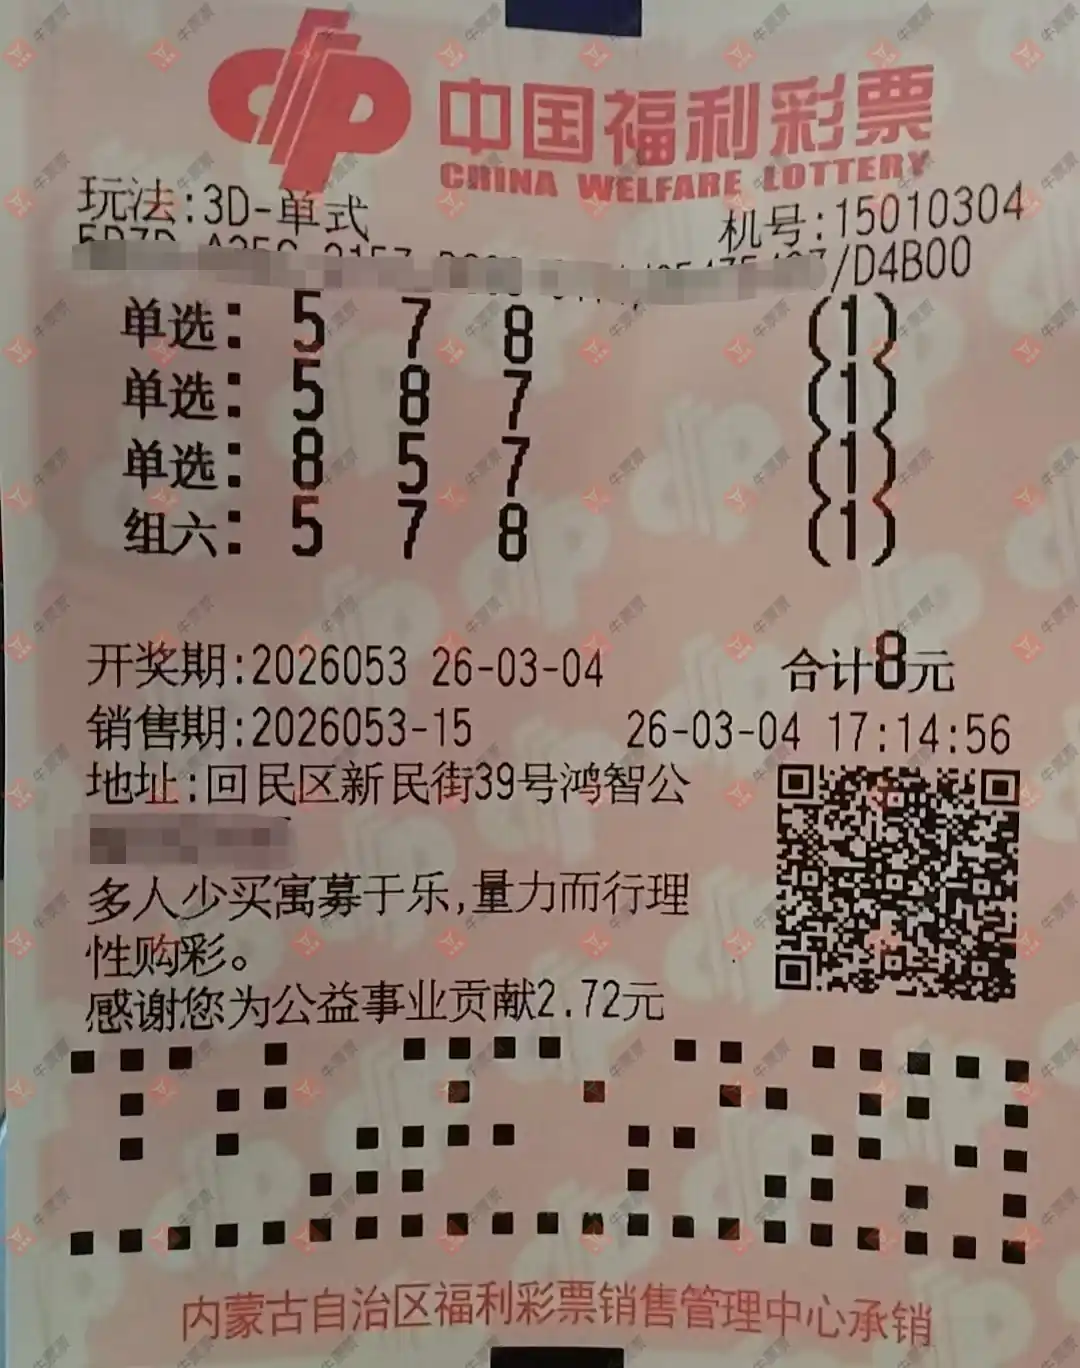 中国福利彩票
CHINA WELFARE LOTTERY
玩法:3D-单式
机号:15010304
/D4B00
单选: 5 7 8 (1)
单选: 5 8 7 (1)
单选: 8 5 7 (1)
组六: 5 7 8 (1)
开奖期:2026053 26-03-04 合计8元
销售期:2026053-15 26-03-04 17:14:56
地址:回民区新民街39号鸿智公
多人少买寓募于乐,量力而行理
性购彩。
感谢您为公益事业贡献2.72元
内蒙古自治区福利彩票销售管理中心承销
牛票票